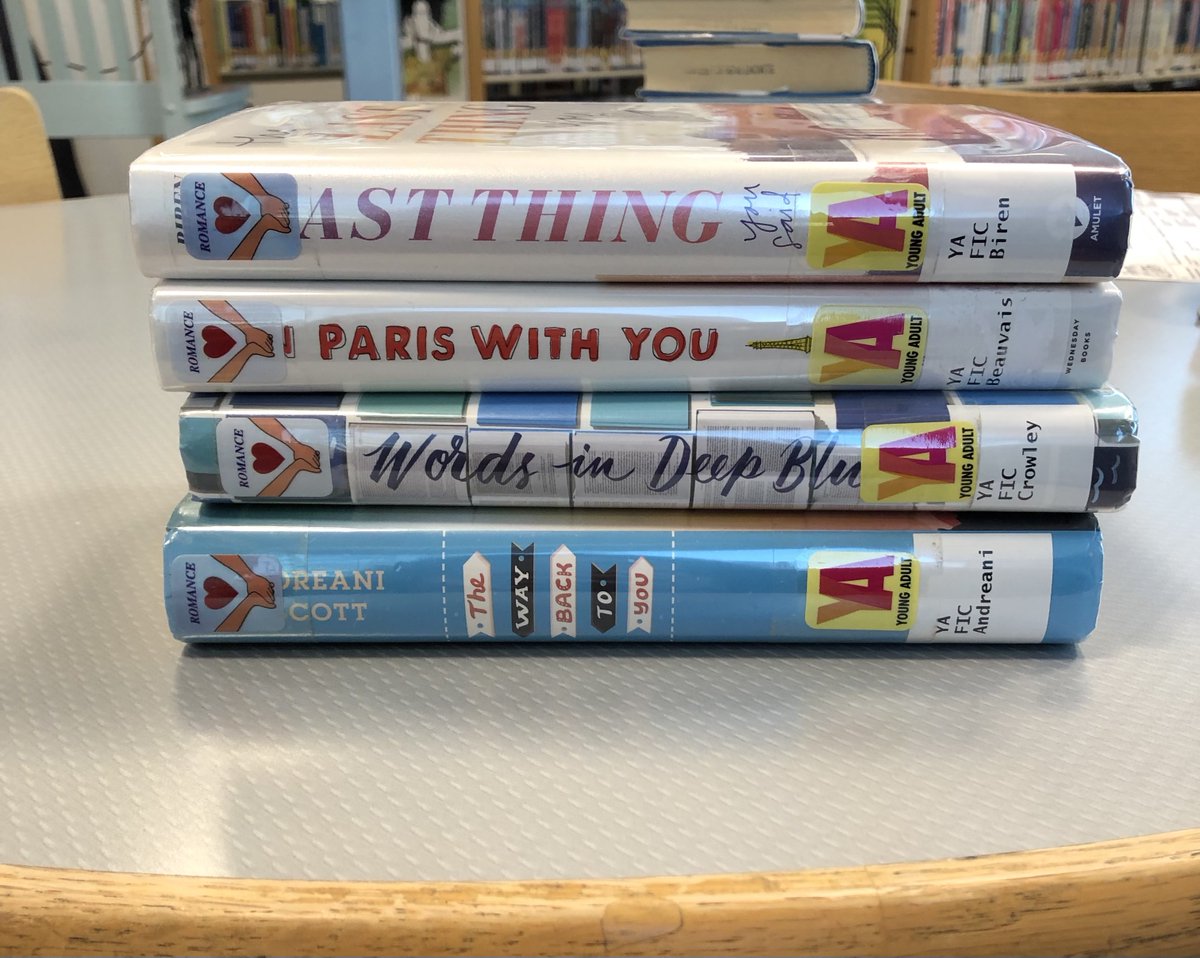 ROMANCE
AST THING
you said
YA
YOUNG ADULT
YA
FIC
Biren
AMULET
ROMANCE
PARIS WITH YOU
YA
YOUNG ADULT
YA
FIC
Beauvais
WEDNESDAY
BOOKS
ROMANCE
Words in Deep Blu
YA
YOUNG ADULT
YA
FIC
Crowley
ROMANCE
DREANI
COTT
The WAY BACK TO YOU
YA
YOUNG ADULT
YA
FIC
Andreani